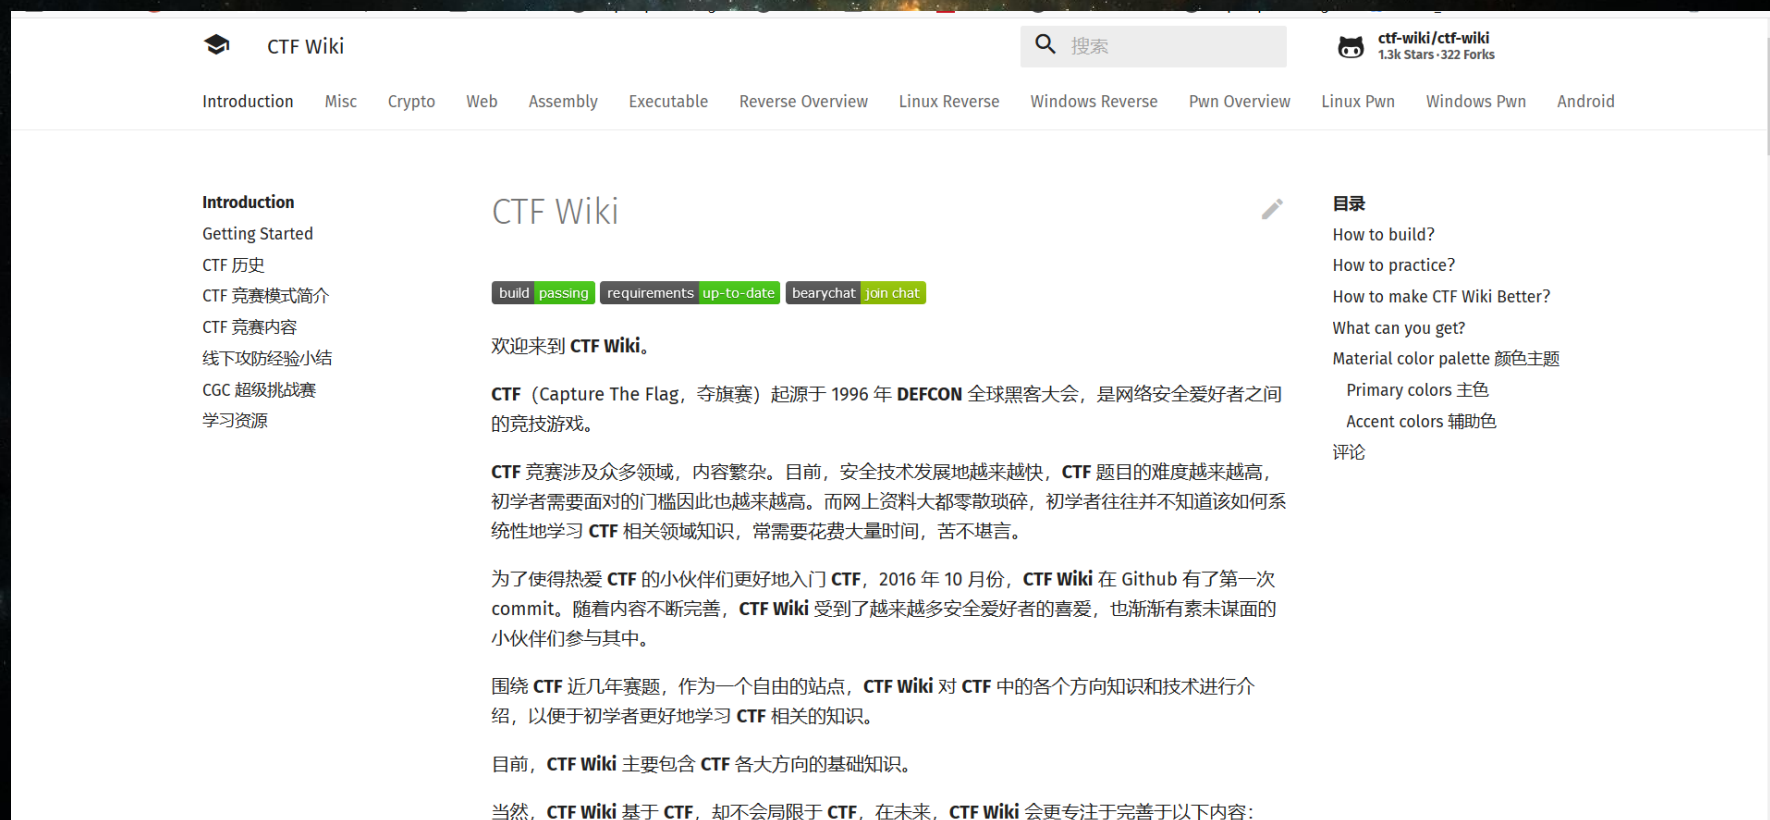 CTF Wiki
搜索
ctf-wiki/ctf-wiki
1.3k Stars · 322 Forks
Introduction Misc Crypto Web Assembly Executable Reverse Overview Linux Reverse Windows Reverse Pwn Overview Linux Pwn Windows Pwn Android
Introduction
Getting Started
CTF 历史
CTF 竞赛模式简介
CTF 竞赛内容
线下攻防经验小结
CGC 超级挑战赛
学习资源
CTF Wiki
build passing requirements up-to-date bearychat join chat
欢迎来到 CTF Wiki。
CTF（Capture The Flag，夺旗赛）起源于 1996 年 DEFCON 全球黑客大会，是网络安全爱好者之间
的竞技游戏。
CTF 竞赛涉及众多领域，内容繁杂。目前，安全技术发展地越来越快，CTF 题目的难度越来越高，
初学者需要面对的门槛因此也越来越高。而网上资料大都零散琐碎，初学者往往并不知道该如何系
统性地学习 CTF 相关领域知识，常需要花费大量时间，苦不堪言。
为了使得热爱 CTF 的小伙伴们更好地入门 CTF，2016 年 10 月份，CTF Wiki 在 Github 有了第一次
commit。随着内容不断完善，CTF Wiki 受到了越来越多安全爱好者的喜爱，也渐渐有素未谋面的
小伙伴们参与其中。
围绕 CTF 近几年赛题，作为一个自由的站点，CTF Wiki 对 CTF 中的各个方向知识和技术进行介
绍，以便于初学者更好地学习 CTF 相关的知识。
目前，CTF Wiki 主要包含 CTF 各大方向的基础知识。
当然，CTF Wiki 基于 CTF，却不会局限于 CTF，在未来，CTF Wiki 会更专注于完善于以下内容：
目录
How to build?
How to practice?
How to make CTF Wiki Better?
What can you get?
Material color palette 颜色主题
Primary colors 主色
Accent colors 辅助色
评论